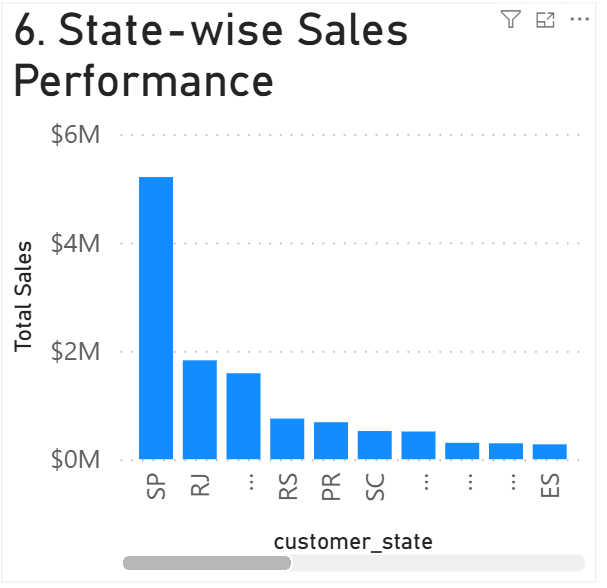 6. State-wise Sales
Performance
$6M
$4M
$2M
$0M
Total Sales
SP
RJ
...
RS
PR
SC
...
...
...
ES
customer_state